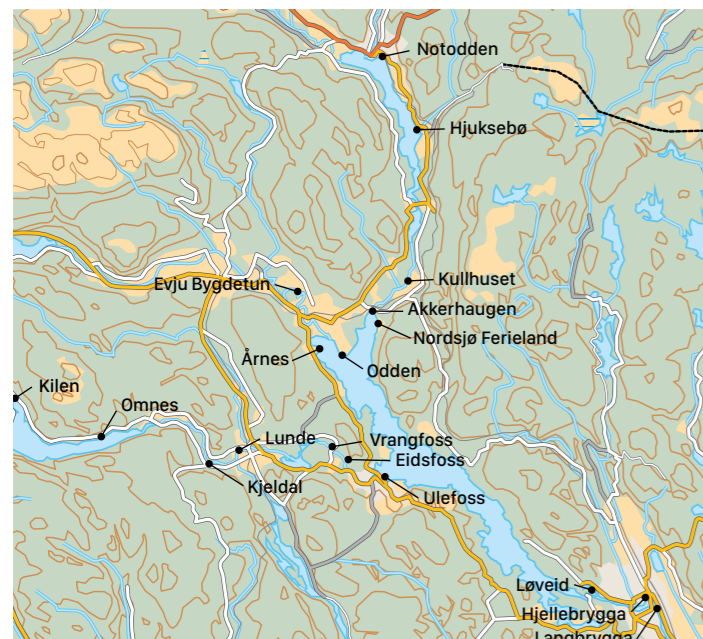 Notodden
Hjuksebø
Kullhuset
Evju Bygdetun
Akkerhaugen
Nordsjø Ferieland
Årnes
Odden
Kilen
Omnes
Lunde
Vrangfoss
Eidsfoss
Kjeldal
Ulefoss
Løveid
Hjellebrygga
Langbrygga